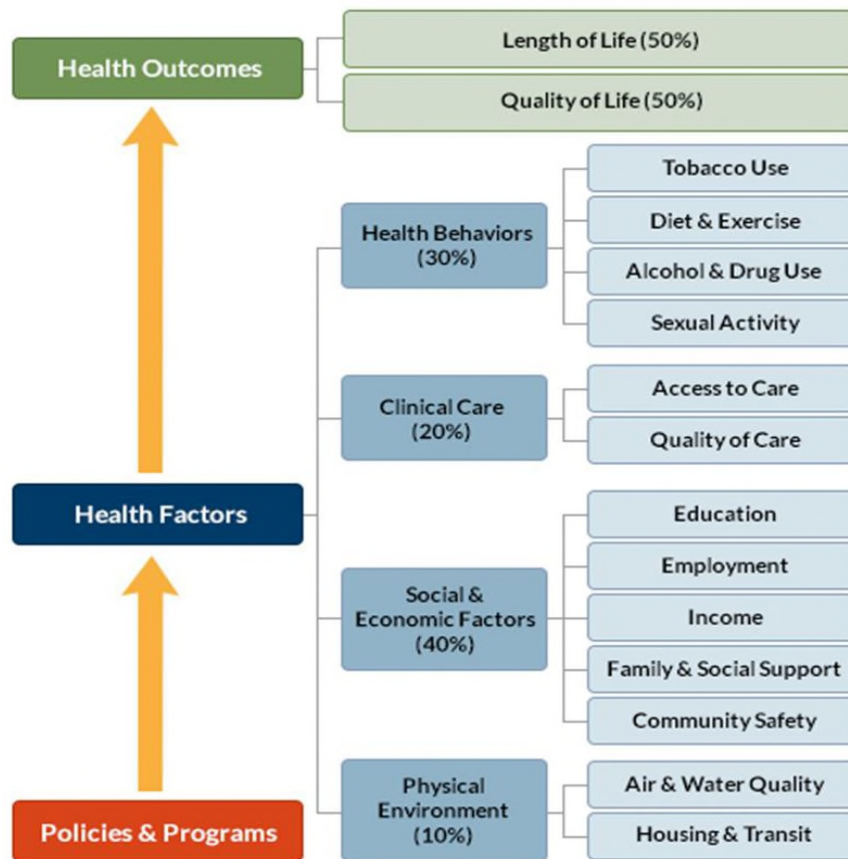 Health Outcomes
Length of Life (50%)
Quality of Life (50%)
Health Factors
Health Behaviors
(30%)
Tobacco Use
Diet & Exercise
Alcohol & Drug Use
Sexual Activity
Clinical Care
(20%)
Access to Care
Quality of Care
Social &
Economic Factors
(40%)
Education
Employment
Income
Family & Social Support
Community Safety
Physical
Environment
(10%)
Air & Water Quality
Housing & Transit
Policies & Programs